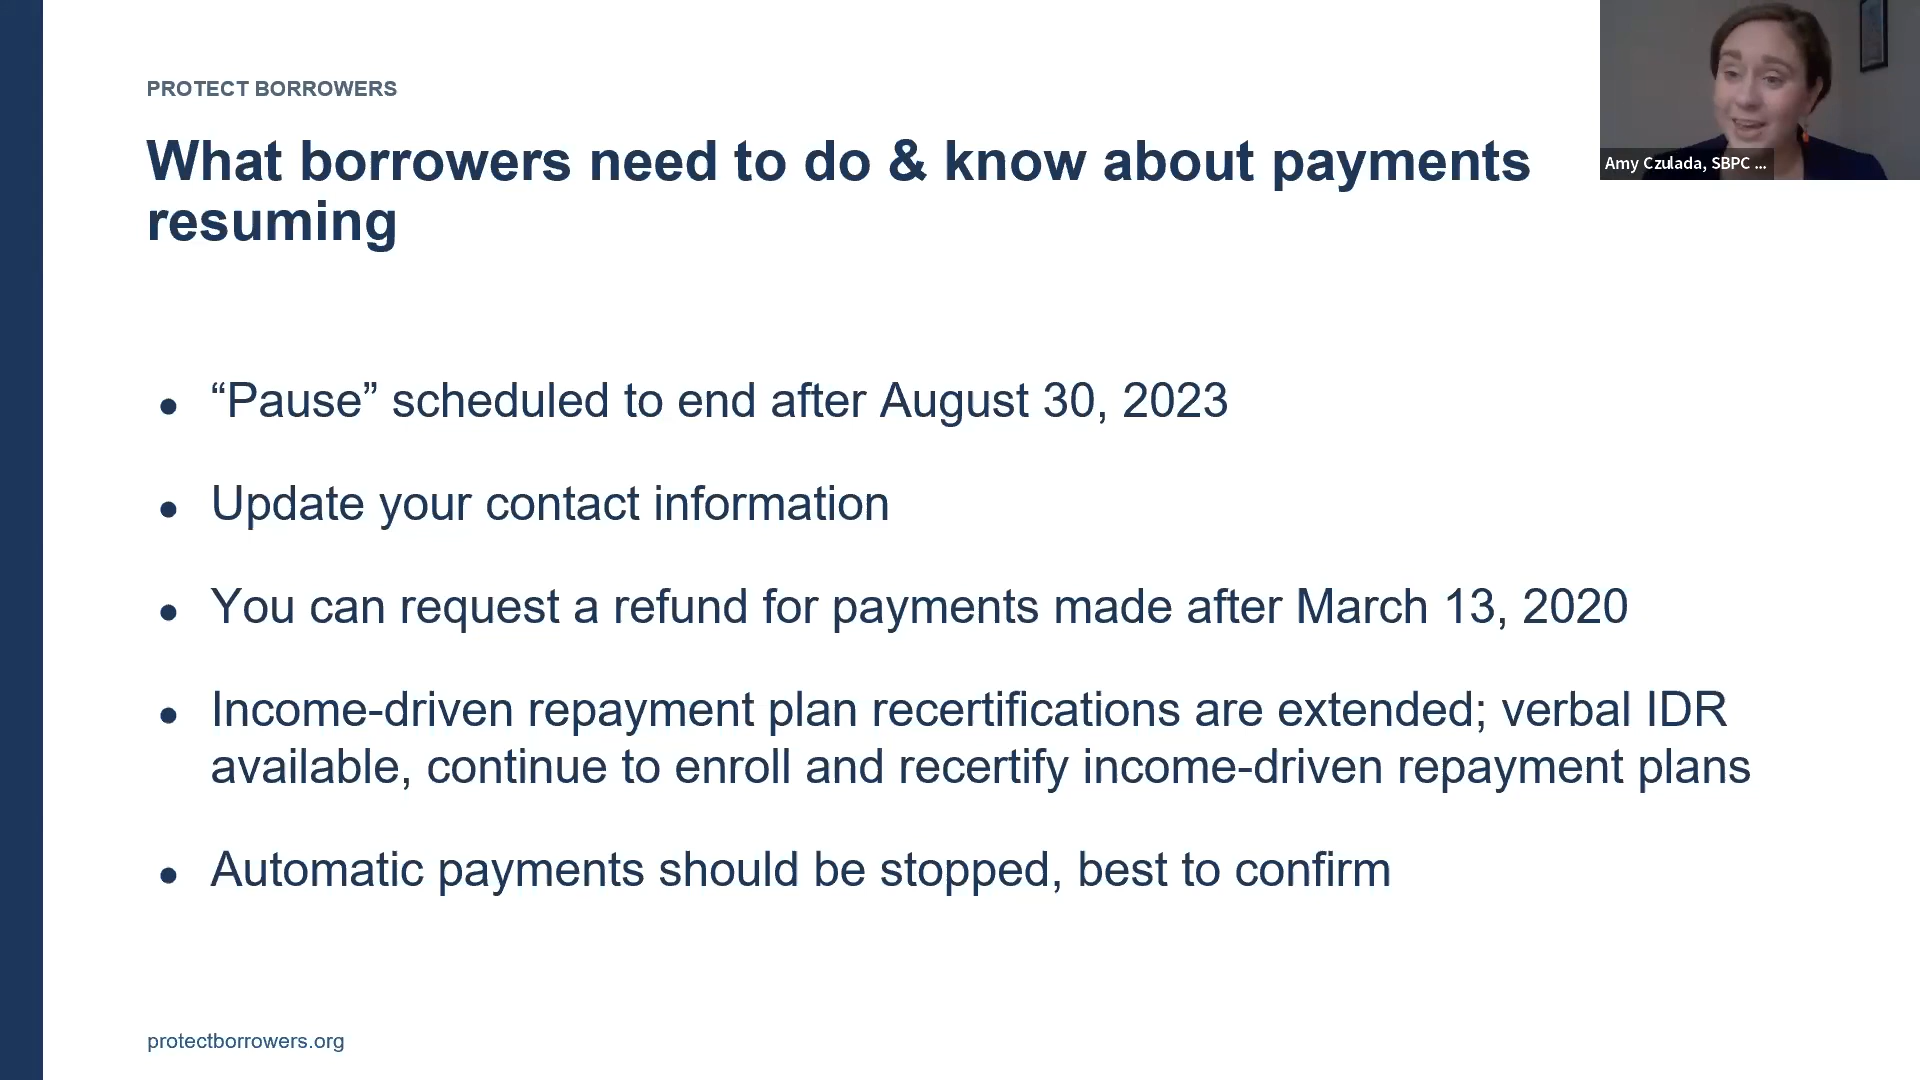 PROTECT BORROWERS
What borrowers need to do & know about payments
resuming
Amy Czulada, SBPC ...
● “Pause” scheduled to end after August 30, 2023
● Update your contact information
● You can request a refund for payments made after March 13, 2020
● Income-driven repayment plan recertifications are extended; verbal IDR
available, continue to enroll and recertify income-driven repayment plans
● Automatic payments should be stopped, best to confirm
protectborrowers.org